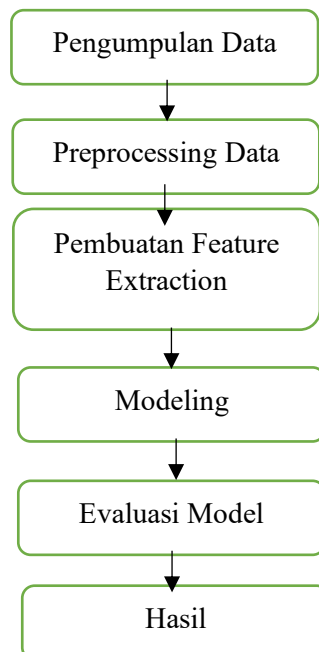 Pengumpulan Data
Preprocessing Data
Pembuatan Feature
Extraction
Modeling
Evaluasi Model
Hasil